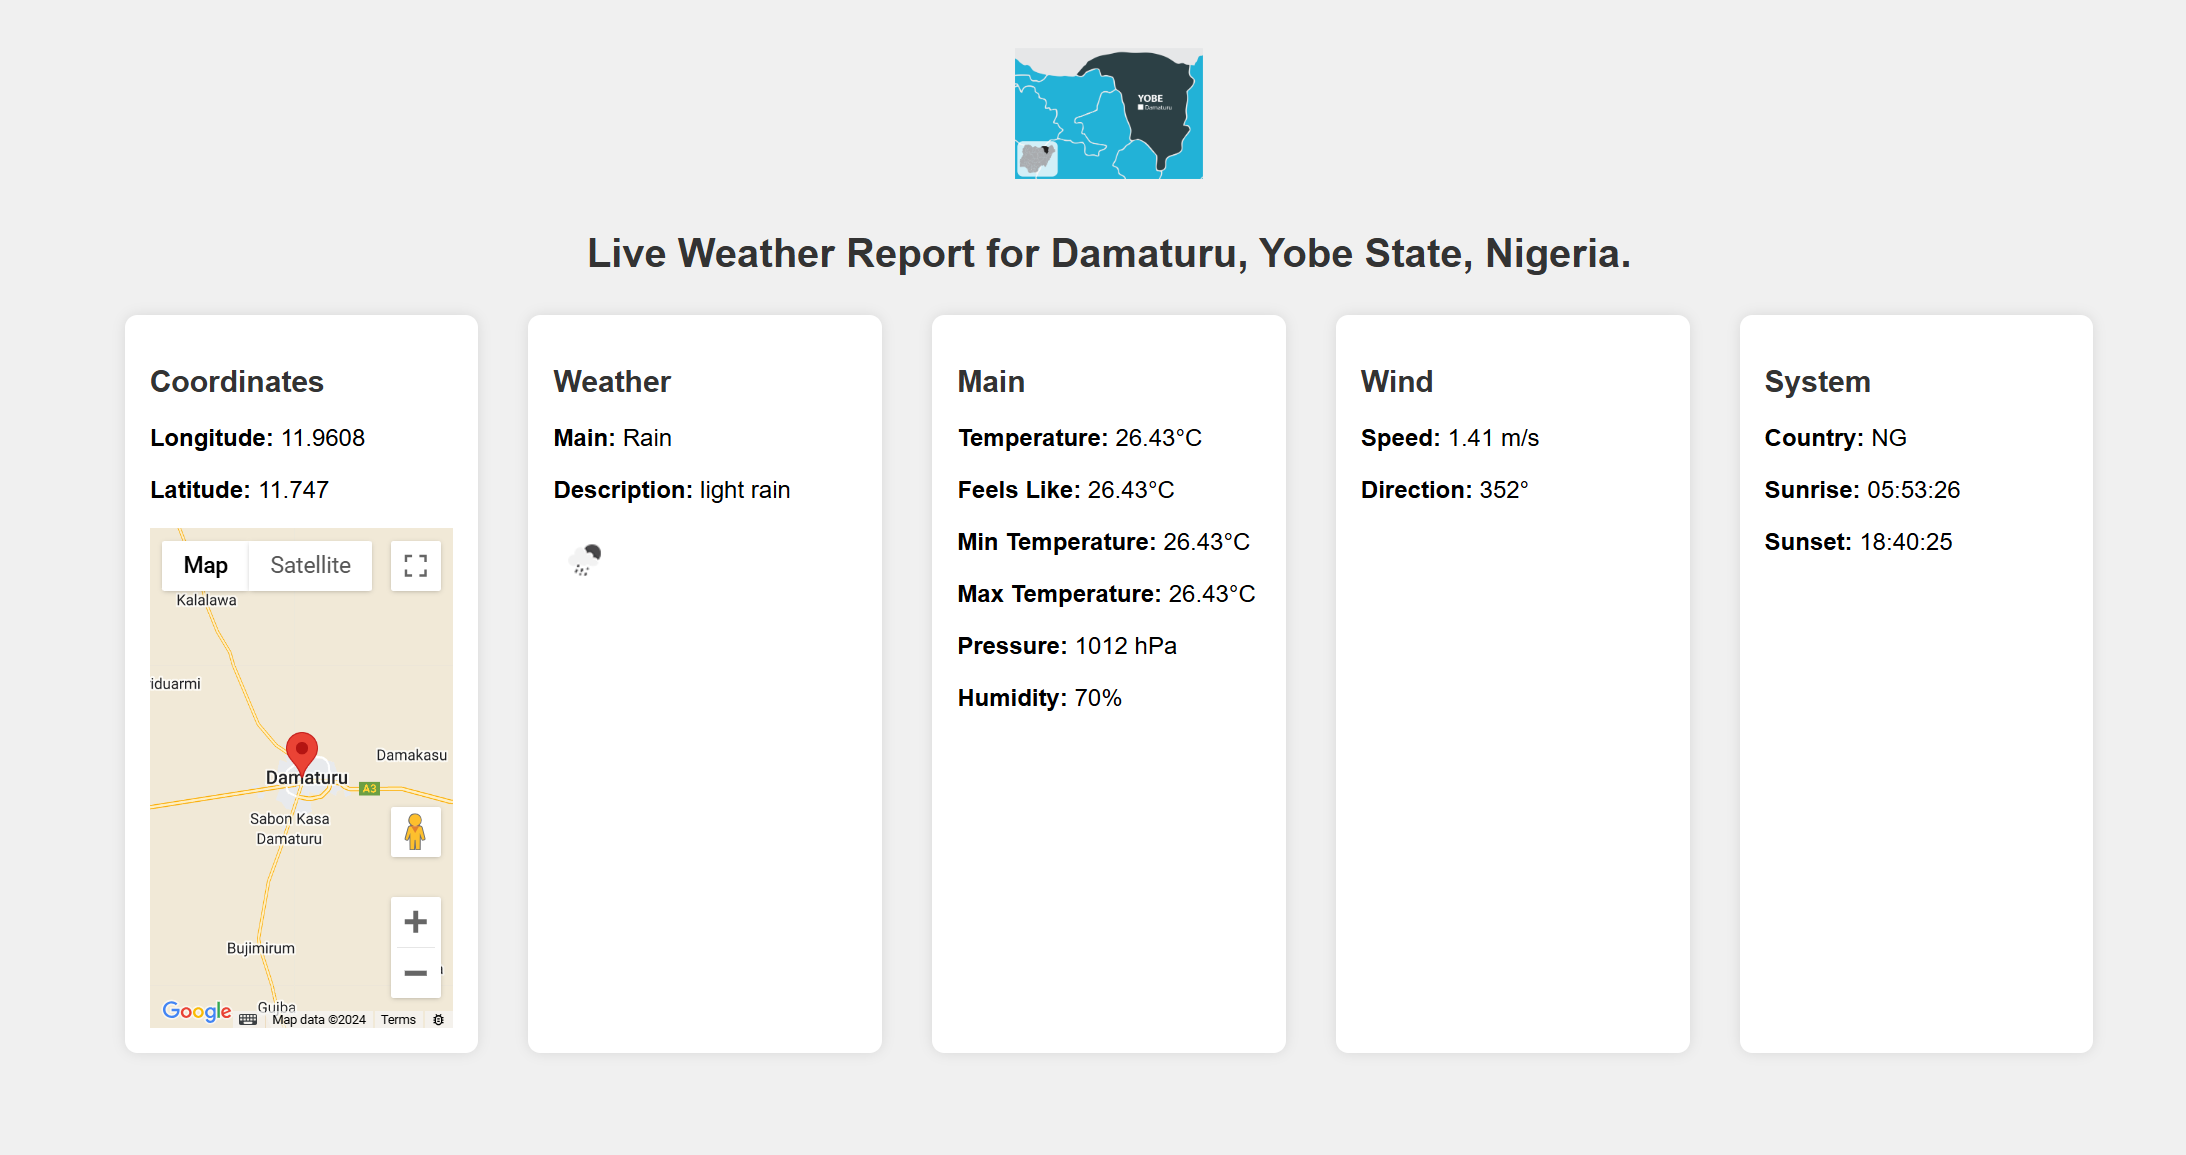 YOBE
Damaturu
Live Weather Report for Damaturu, Yobe State, Nigeria.
Coordinates
Longitude: 11.9608
Latitude: 11.747
Map
Satellite
Kalalawa
iduarmi
Damakasu
Damaturu
A3
Sabon Kasa
Damaturu
Bujimirum
Guiba
Google
Map data ©2024
Terms
Weather
Main: Rain
Description: light rain
Main
Temperature: 26.43°C
Feels Like: 26.43°C
Min Temperature: 26.43°C
Max Temperature: 26.43°C
Pressure: 1012 hPa
Humidity: 70%
Wind
Speed: 1.41 m/s
Direction: 352°
System
Country: NG
Sunrise: 05:53:26
Sunset: 18:40:25